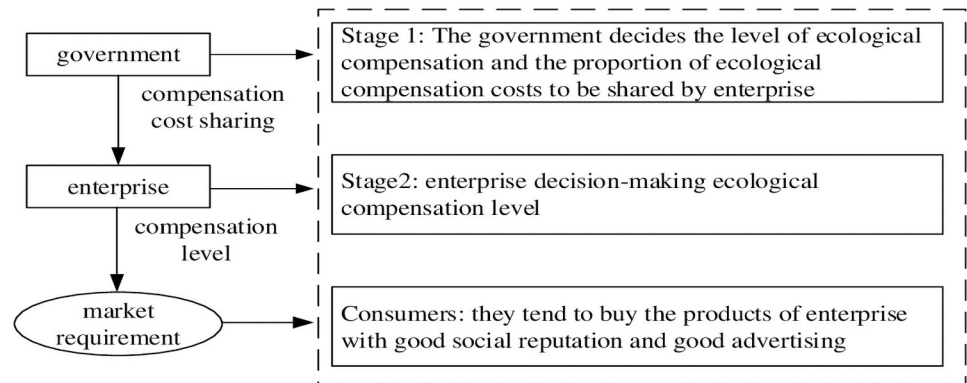 government
Stage 1: The government decides the level of ecological
compensation and the proportion of ecological
compensation costs to be shared by enterprise
compensation
cost sharing
enterprise
Stage2: enterprise decision-making ecological
compensation level
compensation
level
market
requirement
Consumers: they tend to buy the products of enterprise
with good social reputation and good advertising